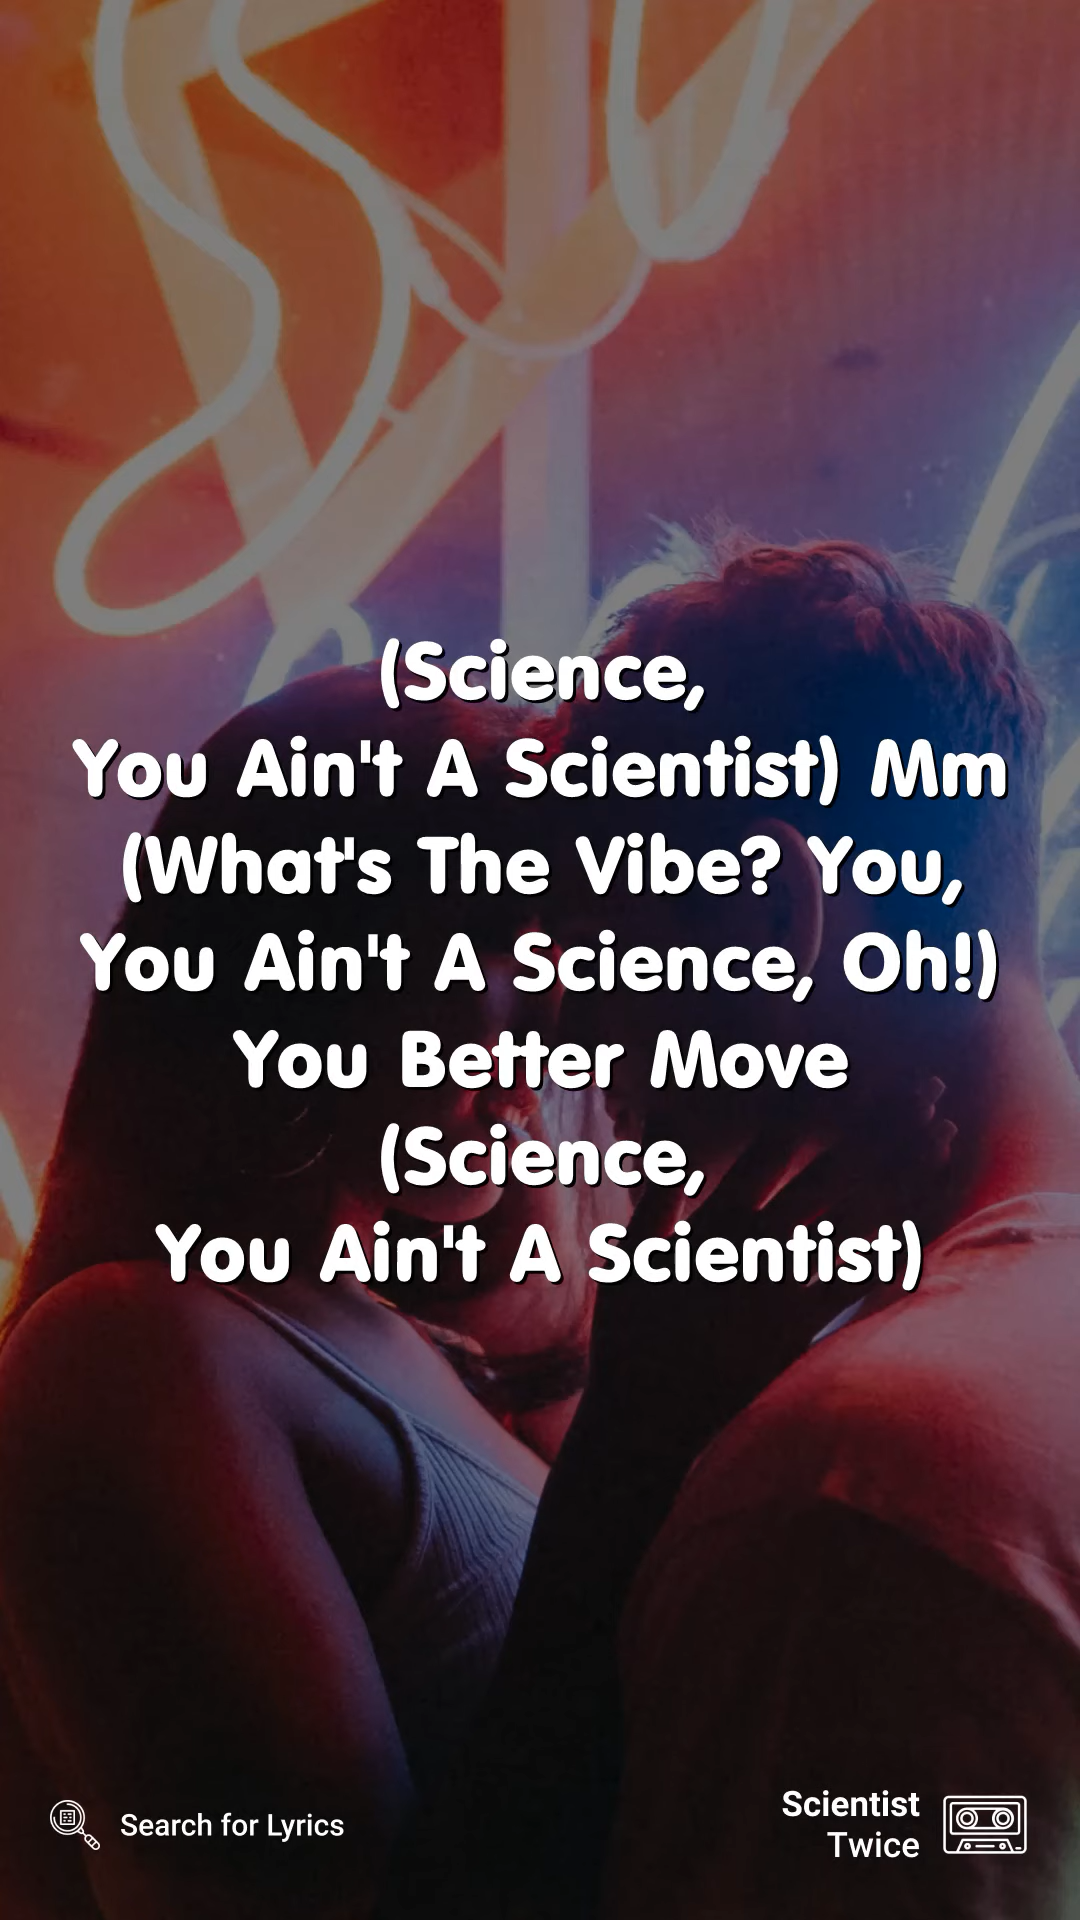 (Science,
You Ain't A Scientist) Mm
(What's The Vibe? You,
You Ain't A Science, Oh!)
You Better Move
(Science,
You Ain't A Scientist)
Search for Lyrics
Scientist
Twice